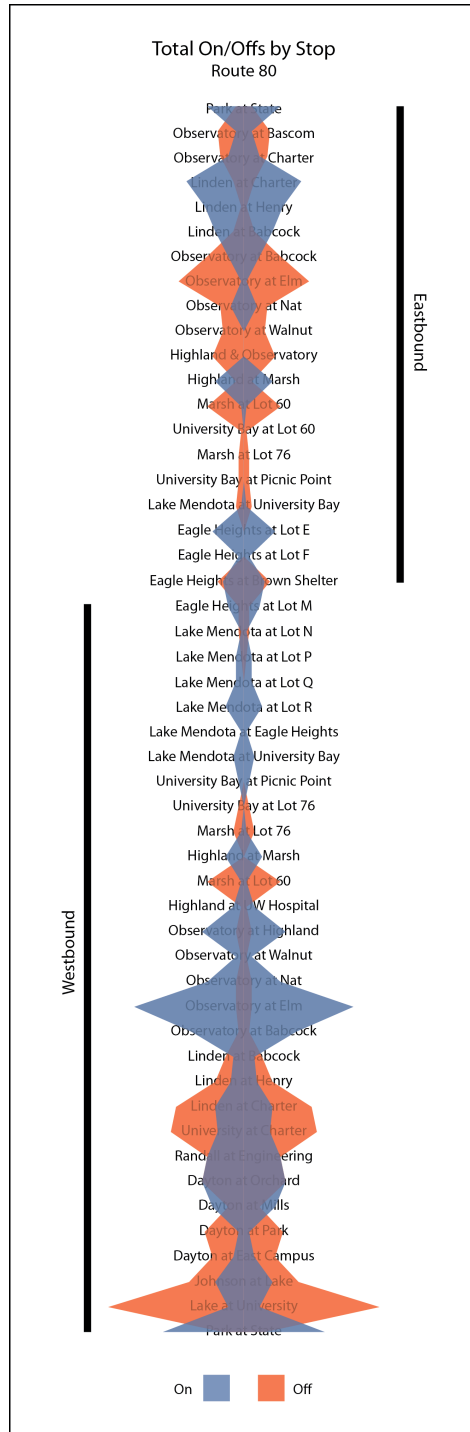 Total On/Offs by Stop
Route 80
Park at State
Observatory at Bascom
Observatory at Charter
Linden at Charter
Linden at Henry
Linden at Babcock
Observatory at Babcock
Observatory at Elm
Observatory at Nat
Observatory at Walnut
Highland & Observatory
Highland at Marsh
Marsh at Lot 60
University Bay at Lot 60
Marsh at Lot 76
University Bay at Picnic Point
Lake Mendota at University Bay
Eagle Heights at Lot E
Eagle Heights at Lot F
Eagle Heights at Brown Shelter
Eastbound
Eagle Heights at Lot M
Lake Mendota at Lot N
Lake Mendota at Lot P
Lake Mendota at Lot Q
Lake Mendota at Lot R
Lake Mendota at Eagle Heights
Lake Mendota at University Bay
University Bay at Picnic Point
University Bay at Lot 76
Marsh at Lot 76
Highland at Marsh
Marsh at Lot 60
Highland at UW Hospital
Observatory at Highland
Observatory at Walnut
Observatory at Nat
Observatory at Elm
Observatory at Babcock
Linden at Babcock
Linden at Henry
Linden at Charter
University at Charter
Randall at Engineering
Dayton at Orchard
Dayton at Mills
Dayton at Park
Dayton at East Campus
Johnson at Lake
Lake at University
Park at State
Westbound
On
Off